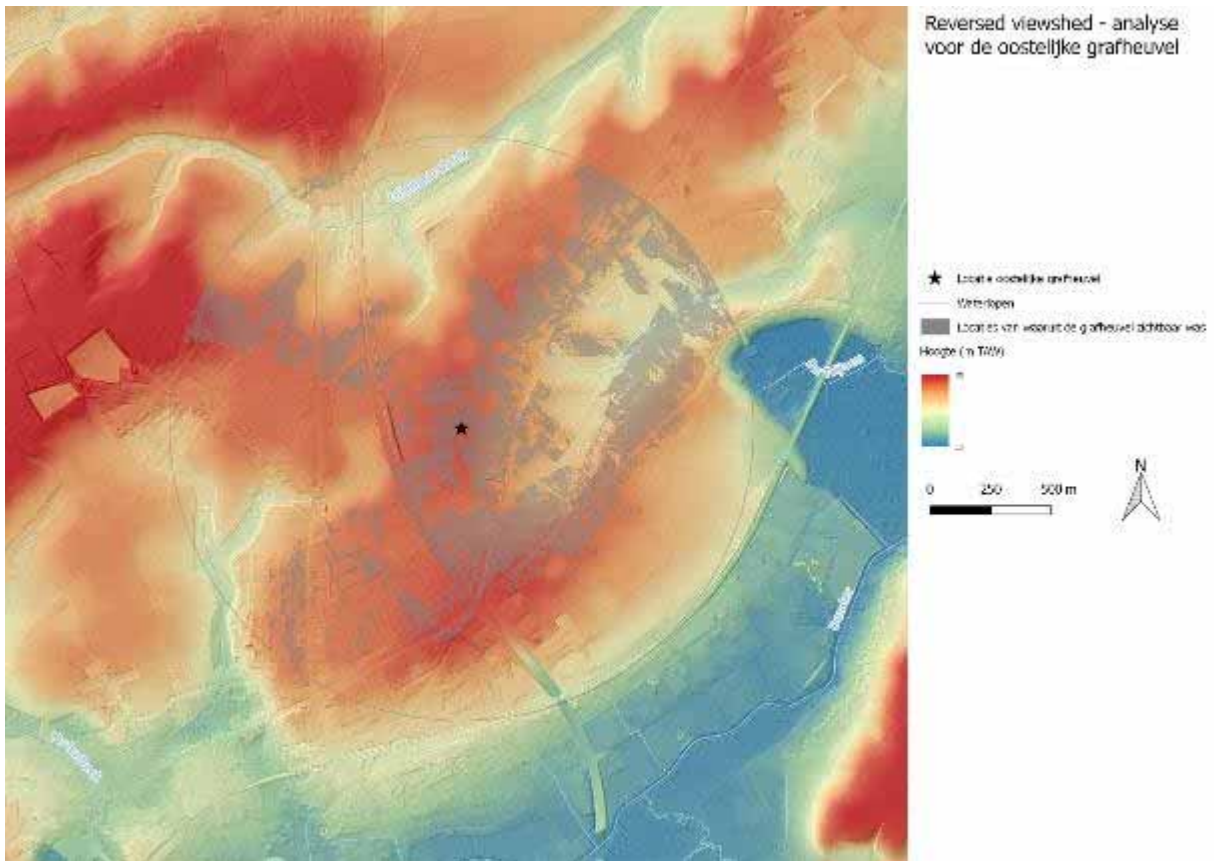 Reversed viewshed - analyse
voor de oostelijke grafheuvel
Locatie oostelijke grafheuvel
Waterlopen
Locaties van waaruit de grafheuvel zichtbaar was
Hoogte (m TAW)
0 250 500 m
N